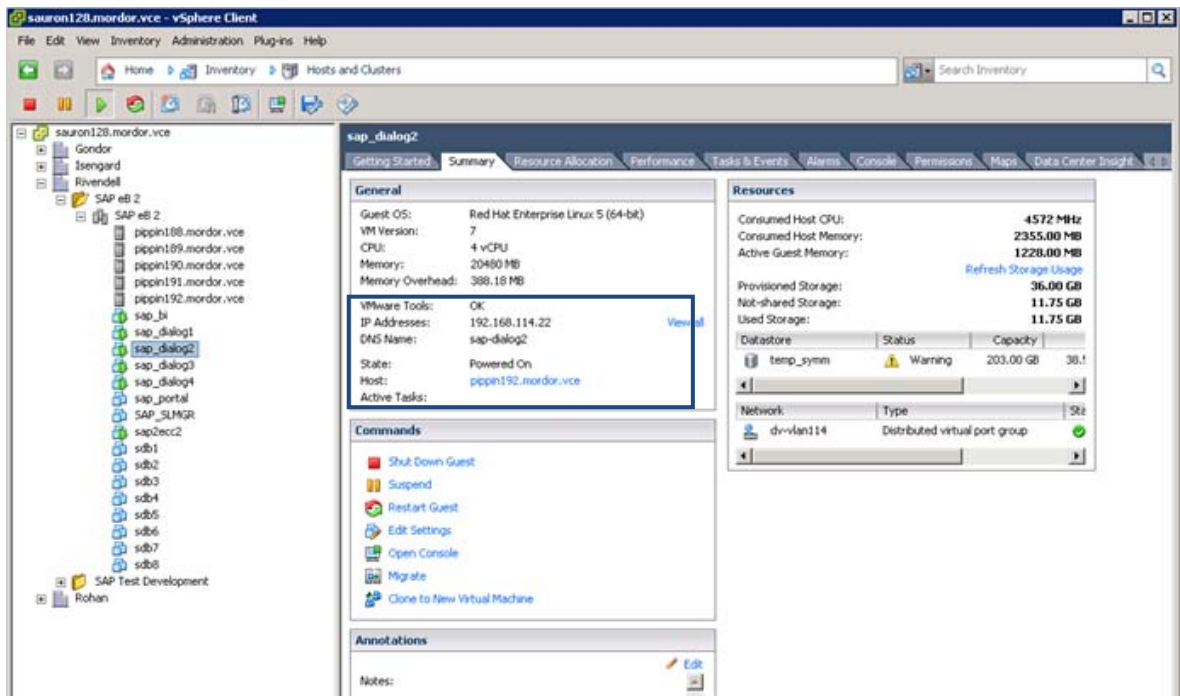 sauron128.mordor.vce - vSphere Client
File Edit View Inventory Administration Plug-ins Help
Home Inventory Hosts and Clusters Search Inventory
sauron128.mordor.vce
Gondor
Isengard
Rivendell
SAP eB 2
SAP eB 2
pippin188.mordor.vce
pippin189.mordor.vce
pippin190.mordor.vce
pippin191.mordor.vce
pippin192.mordor.vce
sap_bi
sap_dialog1
sap_dialog2
sap_dialog3
sap_dialog4
sap_portal
SAP_SLMGR
sap2ecc2
sdb1
sdb2
sdb3
sdb4
sdb5
sdb6
sdb7
sdb8
SAP Test Development
Rohan
sap_dialog2
Getting Started Summary Resource Allocation Performance Tasks & Events Alarms Console Permissions Maps Data Center Insight
General
Guest OS: Red Hat Enterprise Linux 5 (64-bit)
VM Version: 7
CPU: 4 vCPU
Memory: 20480 MB
Memory Overhead: 388.18 MB
VMware Tools: OK
IP Addresses: 192.168.114.22 View all
DNS Name: sap-dialog2
State: Powered On
Host: pippin192.mordor.vce
Active Tasks:
Commands
Shut Down Guest
Suspend
Restart Guest
Edit Settings
Open Console
Migrate
Clone to New Virtual Machine
Annotations
Edit
Notes:
Resources
Consumed Host CPU: 4572 MHz
Consumed Host Memory: 2355.00 MB
Active Guest Memory: 1228.00 MB
Refresh Storage Usage
Provisioned Storage: 36.00 GB
Not-shared Storage: 11.75 GB
Used Storage: 11.75 GB
Datastore Status Capacity
temp_symm Warning 203.00 GB 38.
Network Type Sta
dv-vlan114 Distributed virtual port group